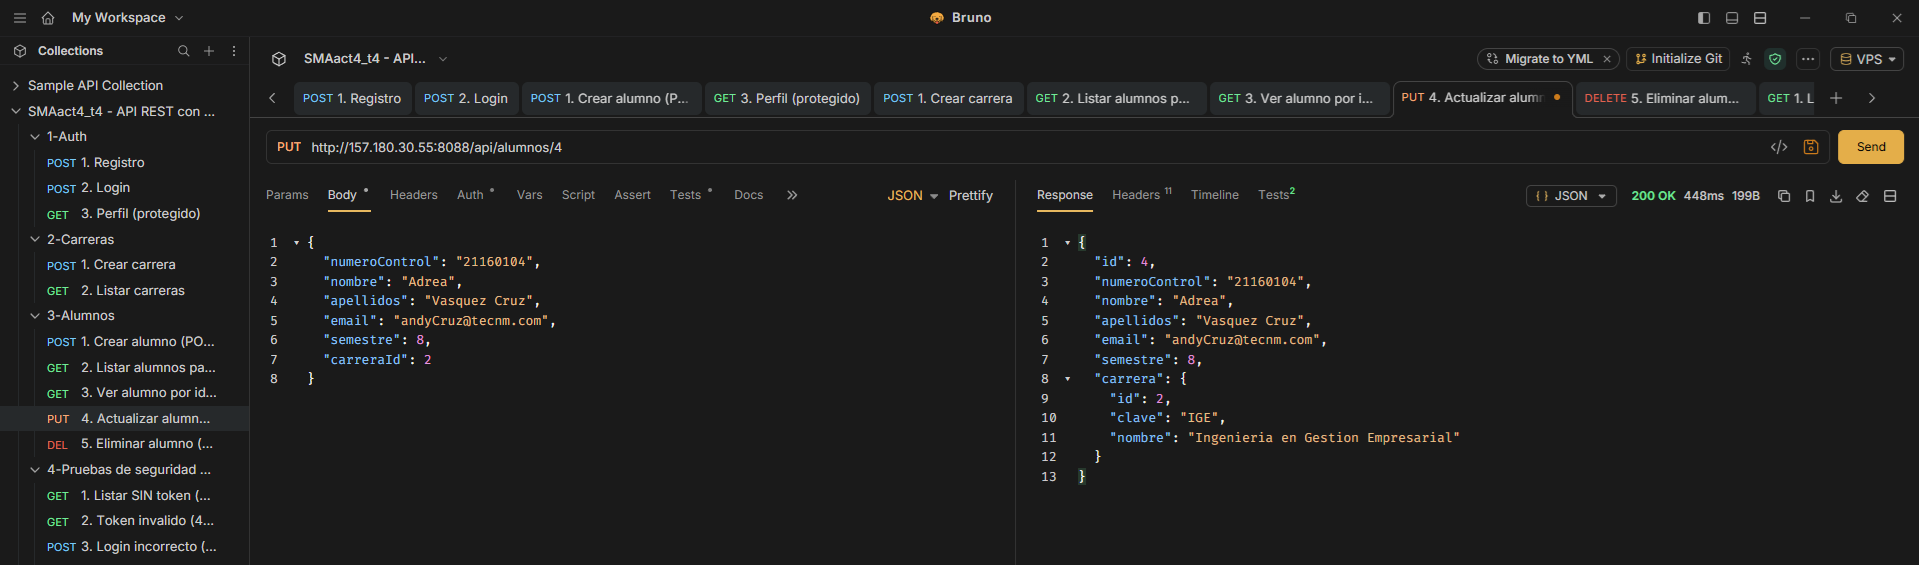 My Workspace
Bruno
Collections
SMAact4_t4 - API...
Migrate to YML
Initialize Git
VPS
Sample API Collection
SMAact4_t4 - API REST con ...
1-Auth
POST 1. Registro
POST 2. Login
GET 3. Perfil (protegido)
2-Carreras
POST 1. Crear carrera
GET 2. Listar carreras
3-Alumnos
POST 1. Crear alumno (PO...
GET 2. Listar alumnos pa...
GET 3. Ver alumno por id...
PUT 4. Actualizar alumn...
DEL 5. Eliminar alumno (...
4-Pruebas de seguridad ...
GET 1. Listar SIN token (...
GET 2. Token invalido (4...
POST 3. Login incorrecto (...
POST 1. Registro
POST 2. Login
POST 1. Crear alumno (P...
GET 3. Perfil (protegido)
POST 1. Crear carrera
GET 2. Listar alumnos p...
GET 3. Ver alumno por i...
PUT 4. Actualizar alumn
DELETE 5. Eliminar alum...
GET 1. L
PUT http://157.180.30.55:8088/api/alumnos/4
Send
Params Body Headers Auth Vars Script Assert Tests Docs JSON Prettify
1 {
2 "numeroControl": "21160104",
3 "nombre": "Adrea",
4 "apellidos": "Vasquez Cruz",
5 "email": "andyCruz@tecnm.com",
6 "semestre": 8,
7 "carreraId": 2
8 }
Response Headers 11 Timeline Tests 2 { } JSON 200 OK 448ms 199B
1 {
2 "id": 4,
3 "numeroControl": "21160104",
4 "nombre": "Adrea",
5 "apellidos": "Vasquez Cruz",
6 "email": "andyCruz@tecnm.com",
7 "semestre": 8,
8 "carrera": {
9 "id": 2,
10 "clave": "IGE",
11 "nombre": "Ingenieria en Gestion Empresarial"
12 }
13 }